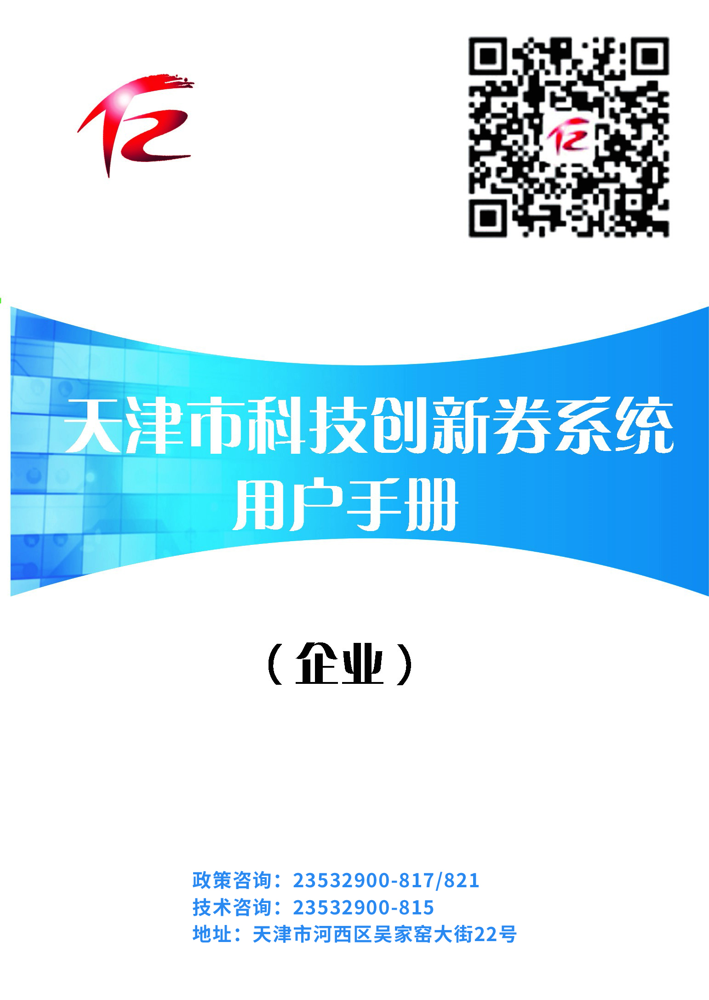 天津市科技创新券系统
用户手册
（企业）
政策咨询：23532900-817/821
技术咨询：23532900-815
地址：天津市河西区吴家窑大街22号